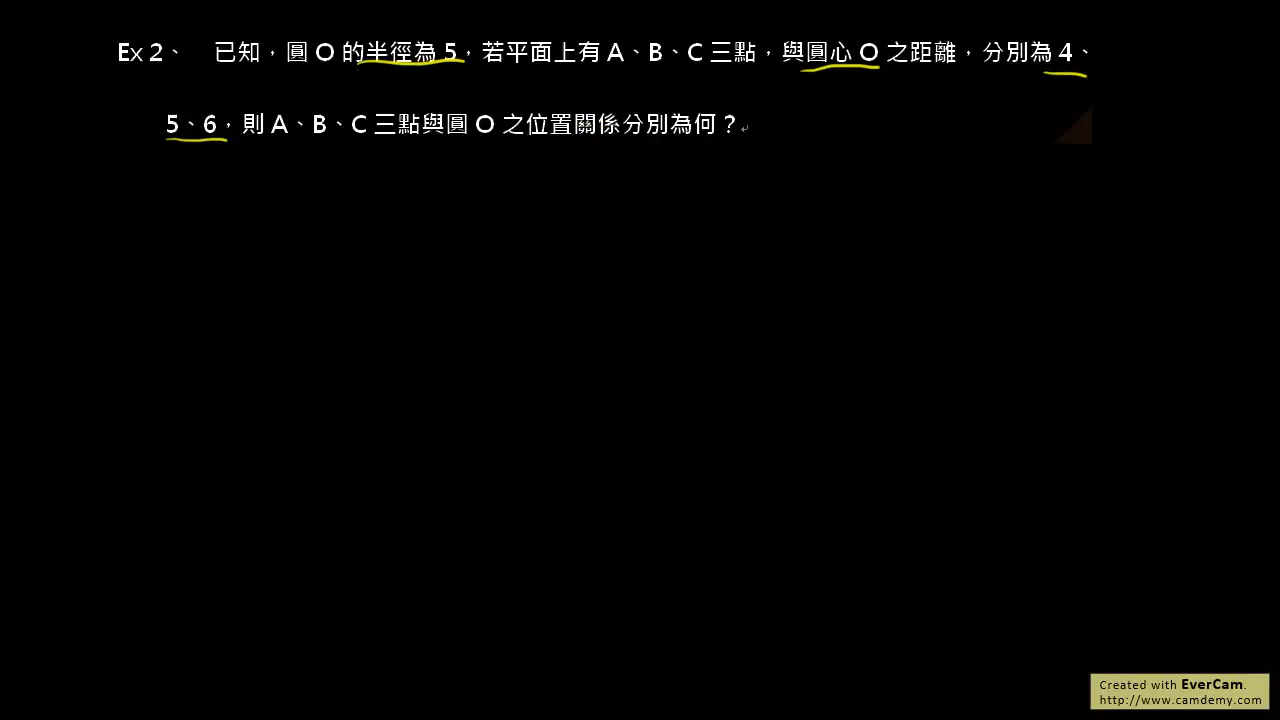 Ex 2、 已知，圓 O 的半徑為 5，若平面上有 A、B、C 三點，與圓心 O 之距離，分別為 4、
5、6，則 A、B、C 三點與圓 O 之位置關係分別為何？
Created with EverCam.
http://www.camdemy.com